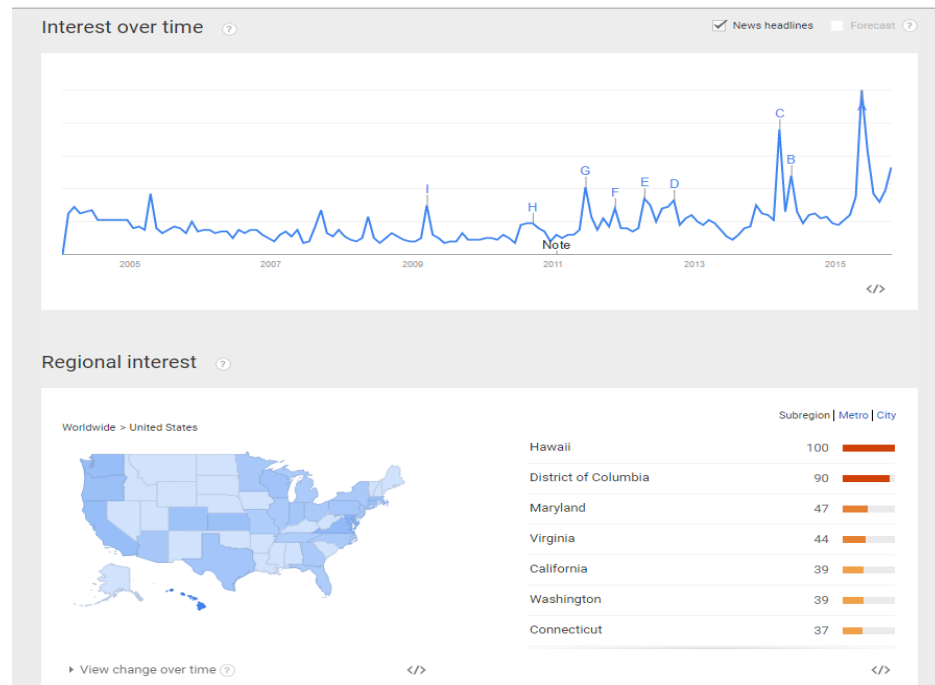 Interest over time ?
News headlines Forecast ?
C
A
B
G
E D
I
F
H
Note
2005 2007 2009 2011 2013 2015
</>
Regional interest ?
Subregion | Metro | City
Worldwide > United States
Hawaii 100
District of Columbia 90
Maryland 47
Virginia 44
California 39
Washington 39
Connecticut 37
View change over time ? </> </>